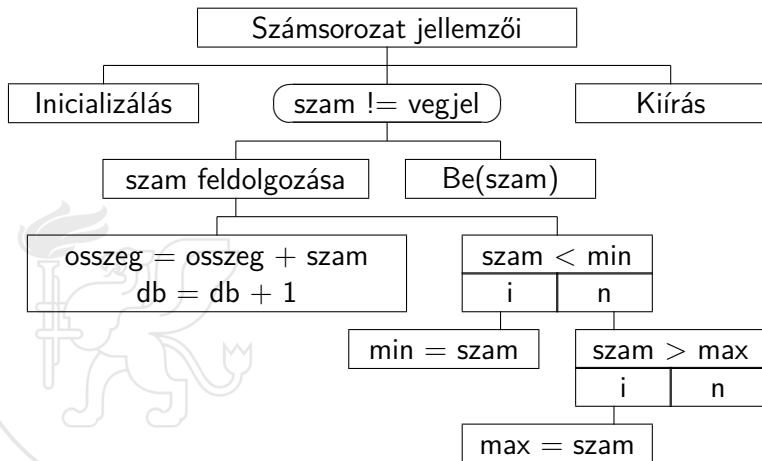 Számsorozat jellemzői
Inicializálás
szam != vegjel
Kiírás
szam feldolgozása
Be(szam)
osszeg = osszeg + szam
db = db + 1
szam < min
i
n
min = szam
szam > max
i
n
max = szam